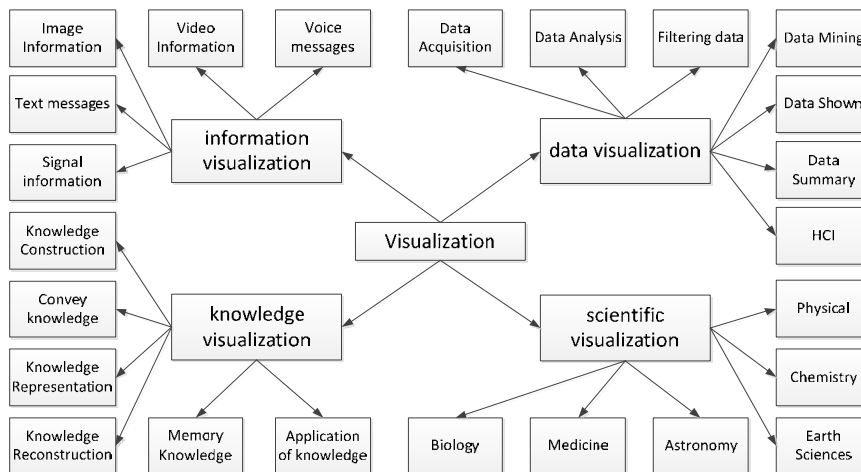 Image
Information
Video
Information
Voice
messages
Data
Acquisition
Data Analysis
Filtering data
Data Mining
Text messages
Data Shown
information
visualization
data visualization
Signal
information
Data
Summary
Knowledge
Construction
Visualization
HCI
Convey
knowledge
knowledge
visualization
scientific
visualization
Physical
Knowledge
Representation
Chemistry
Knowledge
Reconstruction
Memory
Knowledge
Application
of knowledge
Biology
Medicine
Astronomy
Earth
Sciences